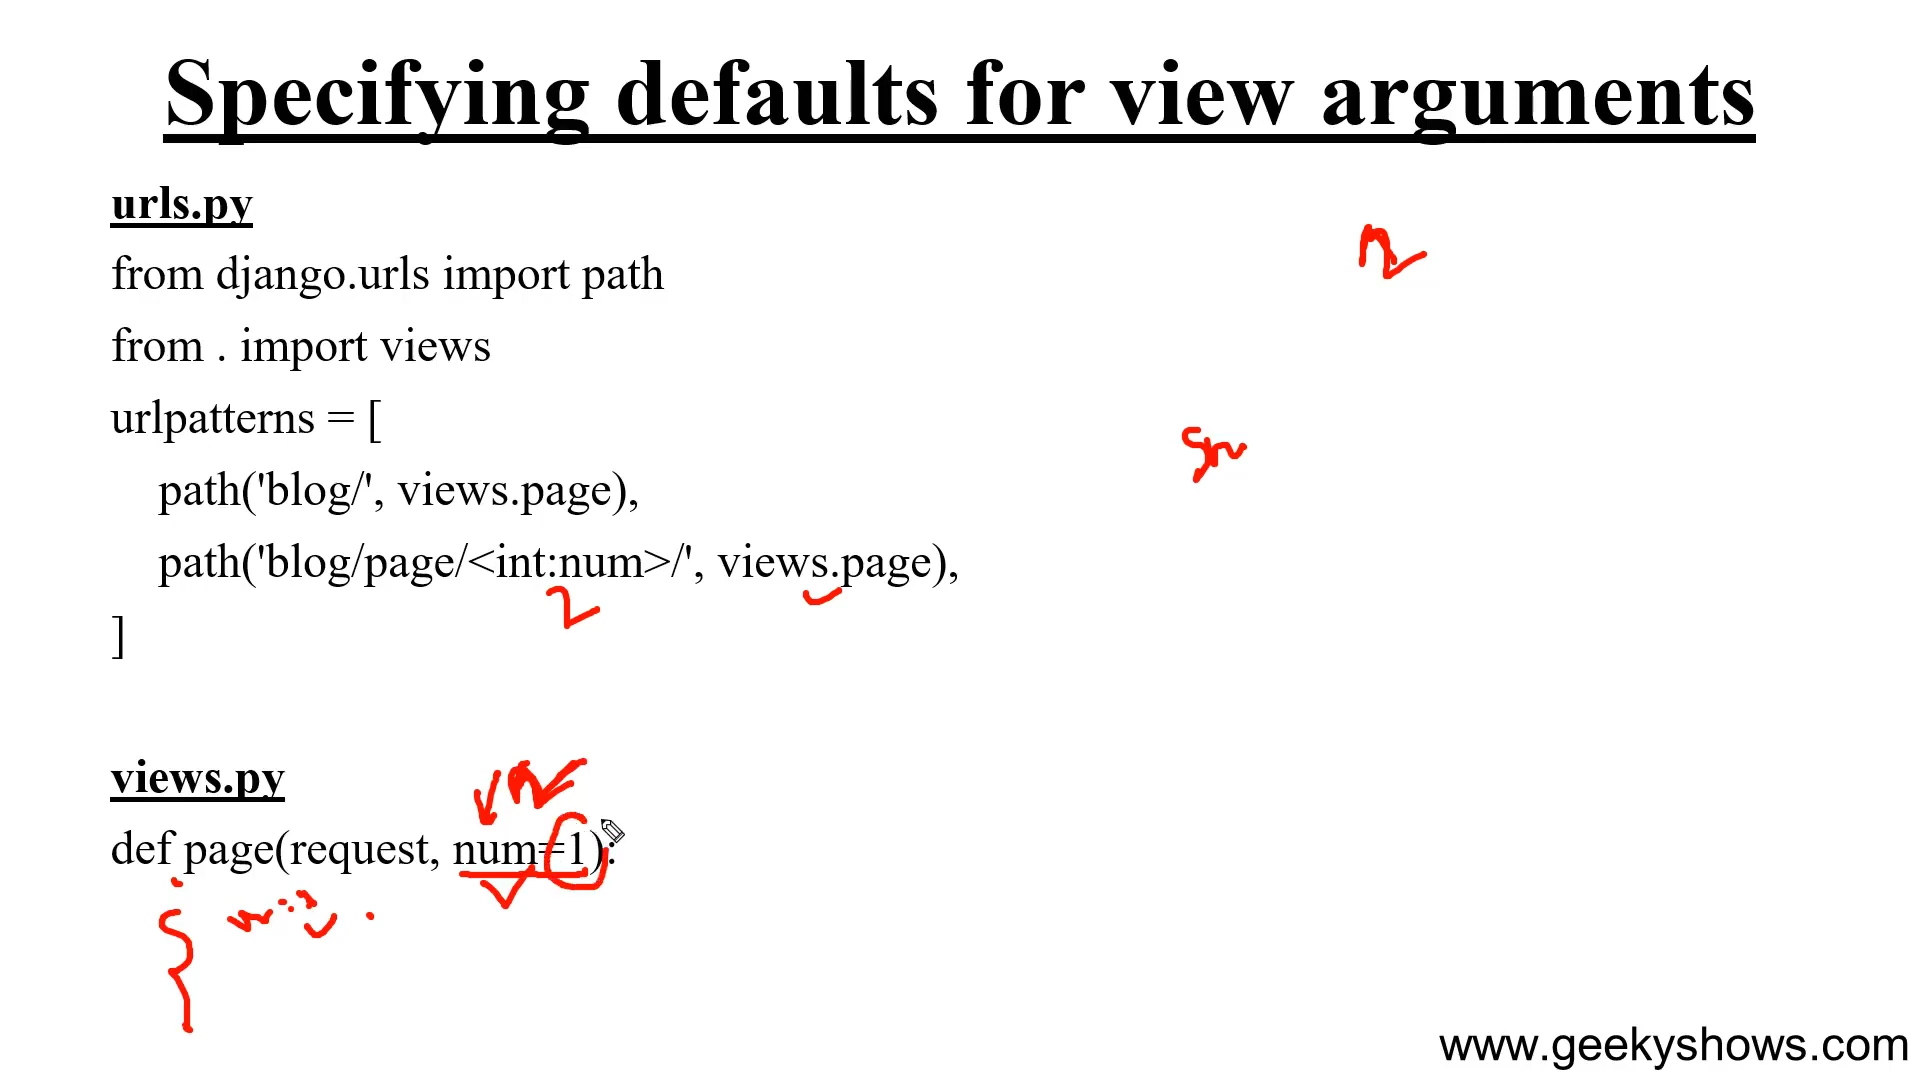 Specifying defaults for view arguments
urls.py
from django.urls import path
from . import views
urlpatterns = [
path('blog/', views.page),
path('blog/page/<int:num>/', views.page),
2
]
views.py
def page(request, num=1):
www.geekyshows.com